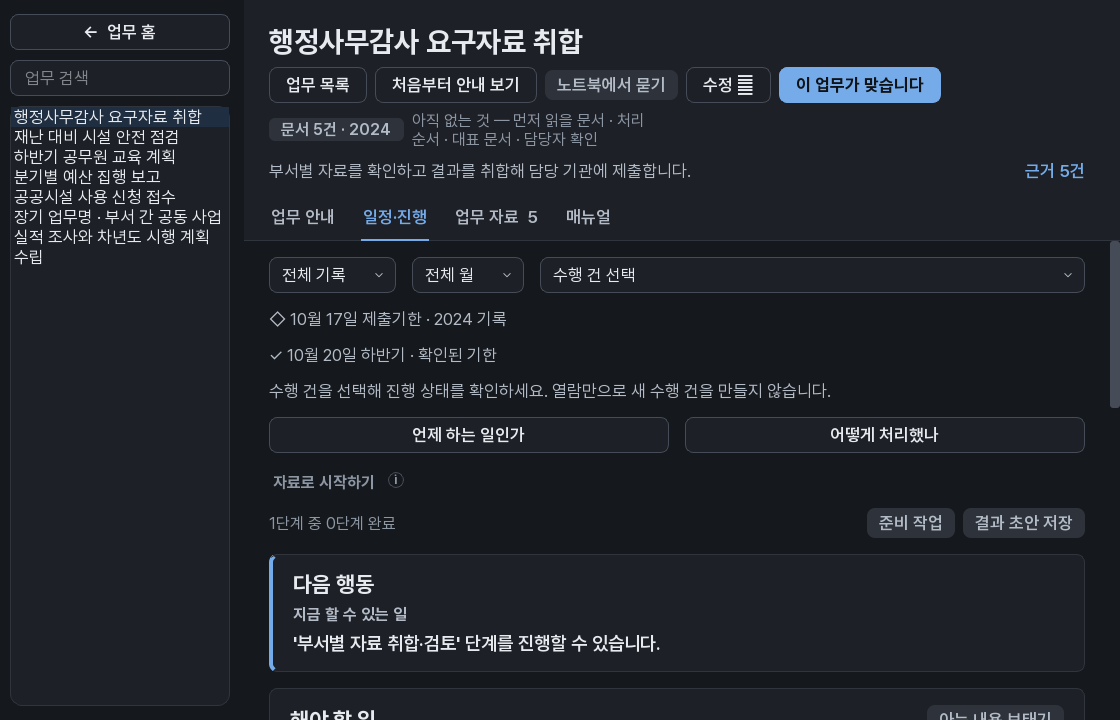 ← 업무 홈
업무 검색
행정사무감사 요구자료 취합
재난 대비 시설 안전 점검
하반기 공무원 교육 계획
분기별 예산 집행 보고
공공시설 사용 신청 접수
장기 업무명 · 부서 간 공동 사업
실적 조사와 차년도 시행 계획
수립
행정사무감사 요구자료 취합
업무 목록
처음부터 안내 보기
노트북에서 묻기
수정
이 업무가 맞습니다
문서 5건 · 2024
아직 없는 것 — 먼저 읽을 문서 · 처리
순서 · 대표 문서 · 담당자 확인
부서별 자료를 확인하고 결과를 취합해 담당 기관에 제출합니다.
근거 5건
업무 안내
일정·진행
업무 자료 5
매뉴얼
전체 기록
전체 월
수행 건 선택
◇ 10월 17일 제출기한 · 2024 기록
✓ 10월 20일 하반기 · 확인된 기한
수행 건을 선택해 진행 상태를 확인하세요. 열람만으로 새 수행 건을 만들지 않습니다.
언제 하는 일인가
어떻게 처리했나
자료로 시작하기 ⓘ
1단계 중 0단계 완료
준비 작업
결과 초안 저장
다음 행동
지금 할 수 있는 일
'부서별 자료 취합·검토' 단계를 진행할 수 있습니다.
해야 할 일
아는 내용 보태기